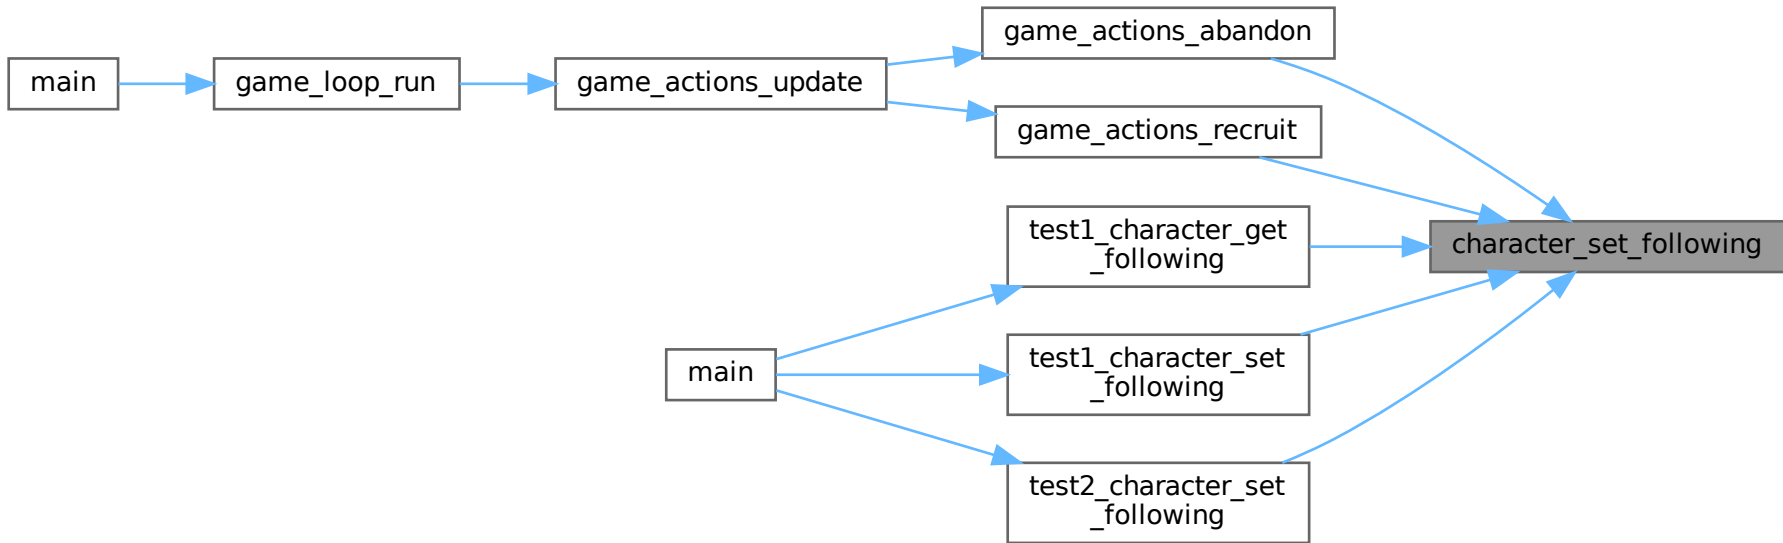 main
game_loop_run
game_actions_update
game_actions_abandon
game_actions_recruit
test1_character_get
_following
character_set_following
main
test1_character_set
_following
test2_character_set
_following